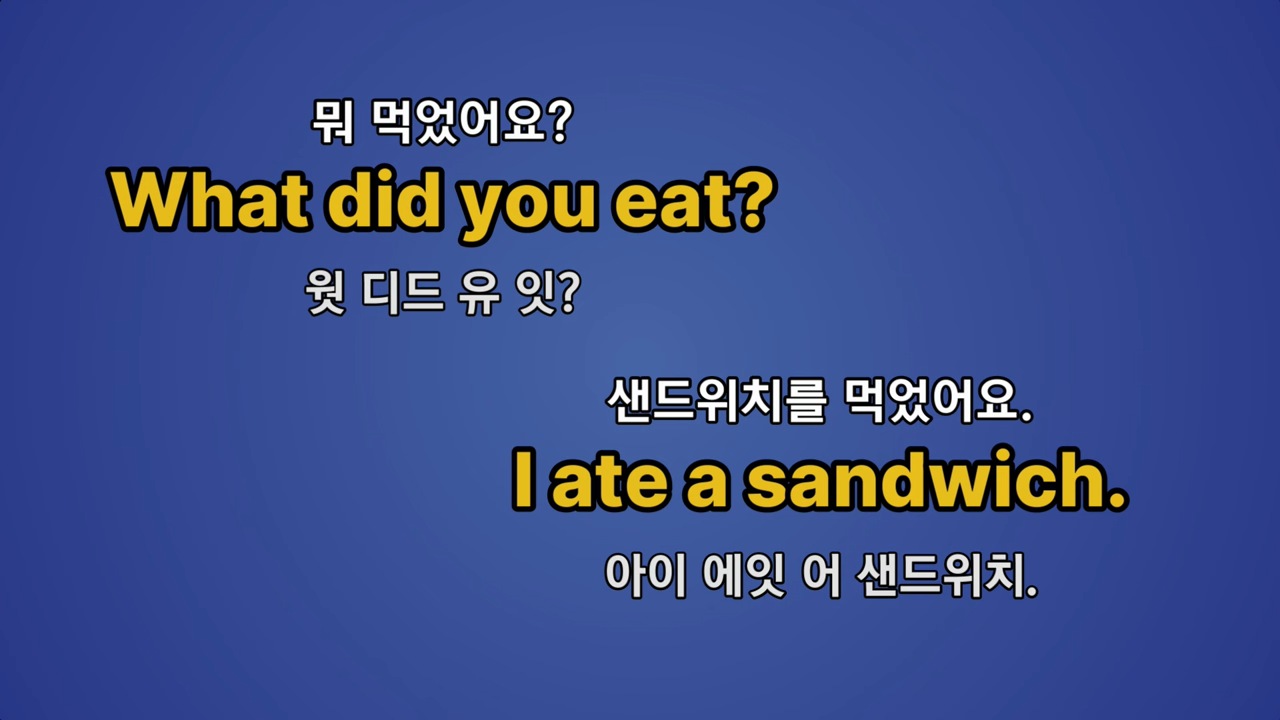 뭐 먹었어요?
What did you eat?
웟 디드 유 잇?
샌드위치를 먹었어요.
I ate a sandwich.
아이 에잇 어 샌드위치.